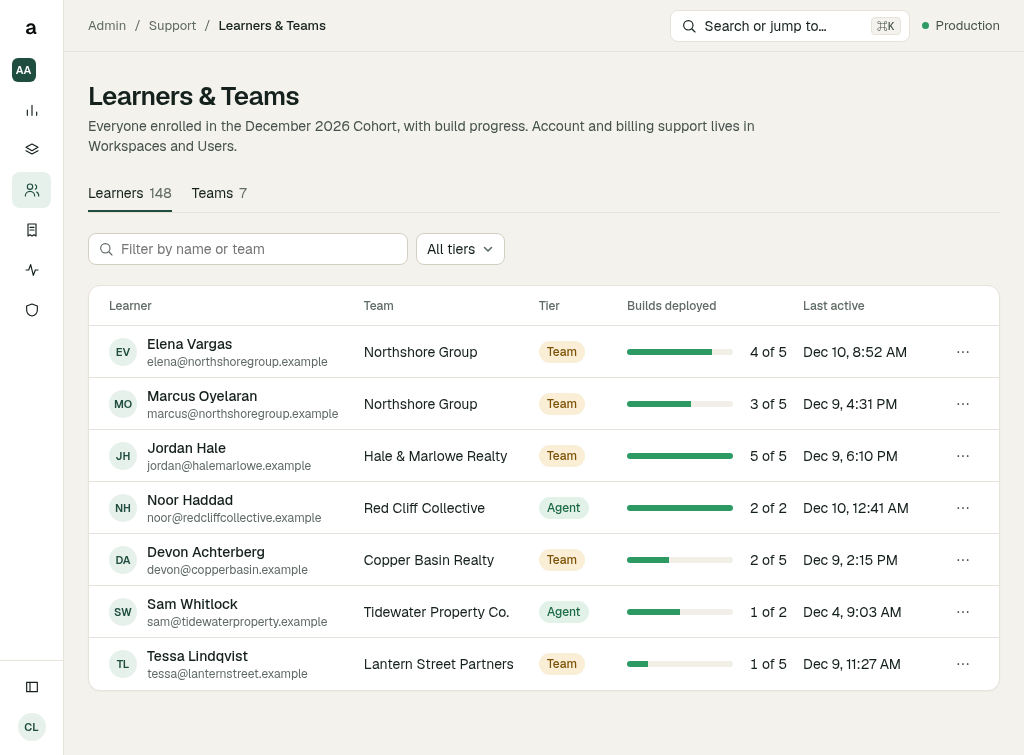 a
Admin / Support / Learners & Teams
Search or jump to… ⌘K
Production
AA
Learners & Teams
Everyone enrolled in the December 2026 Cohort, with build progress. Account and billing support lives in
Workspaces and Users.
Learners 148 Teams 7
Filter by name or team
All tiers
Learner Team Tier Builds deployed Last active
EV Elena Vargas
elena@northshoregroup.example
Northshore Group Team 4 of 5 Dec 10, 8:52 AM
MO Marcus Oyelaran
marcus@northshoregroup.example
Northshore Group Team 3 of 5 Dec 9, 4:31 PM
JH Jordan Hale
jordan@halemarlowe.example
Hale & Marlowe Realty Team 5 of 5 Dec 9, 6:10 PM
NH Noor Haddad
noor@redcliffcollective.example
Red Cliff Collective Agent 2 of 2 Dec 10, 12:41 AM
DA Devon Achterberg
devon@copperbasin.example
Copper Basin Realty Team 2 of 5 Dec 9, 2:15 PM
SW Sam Whitlock
sam@tidewaterproperty.example
Tidewater Property Co. Agent 1 of 2 Dec 4, 9:03 AM
TL Tessa Lindqvist
tessa@lanternstreet.example
Lantern Street Partners Team 1 of 5 Dec 9, 11:27 AM
CL